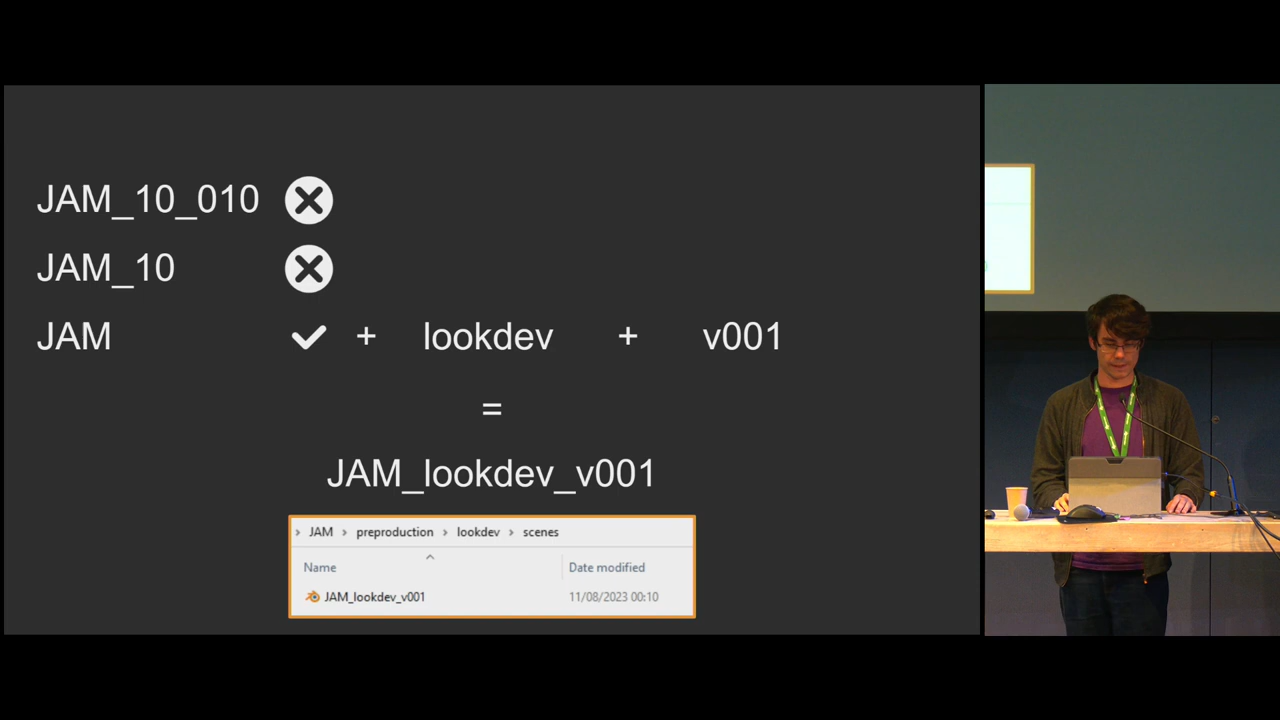 JAM_10_010
JAM_10
JAM + lookdev + v001
=
JAM_lookdev_v001
JAM > preproduction > lookdev > scenes
Name Date modified
JAM_lookdev_v001 11/08/2023 00:10